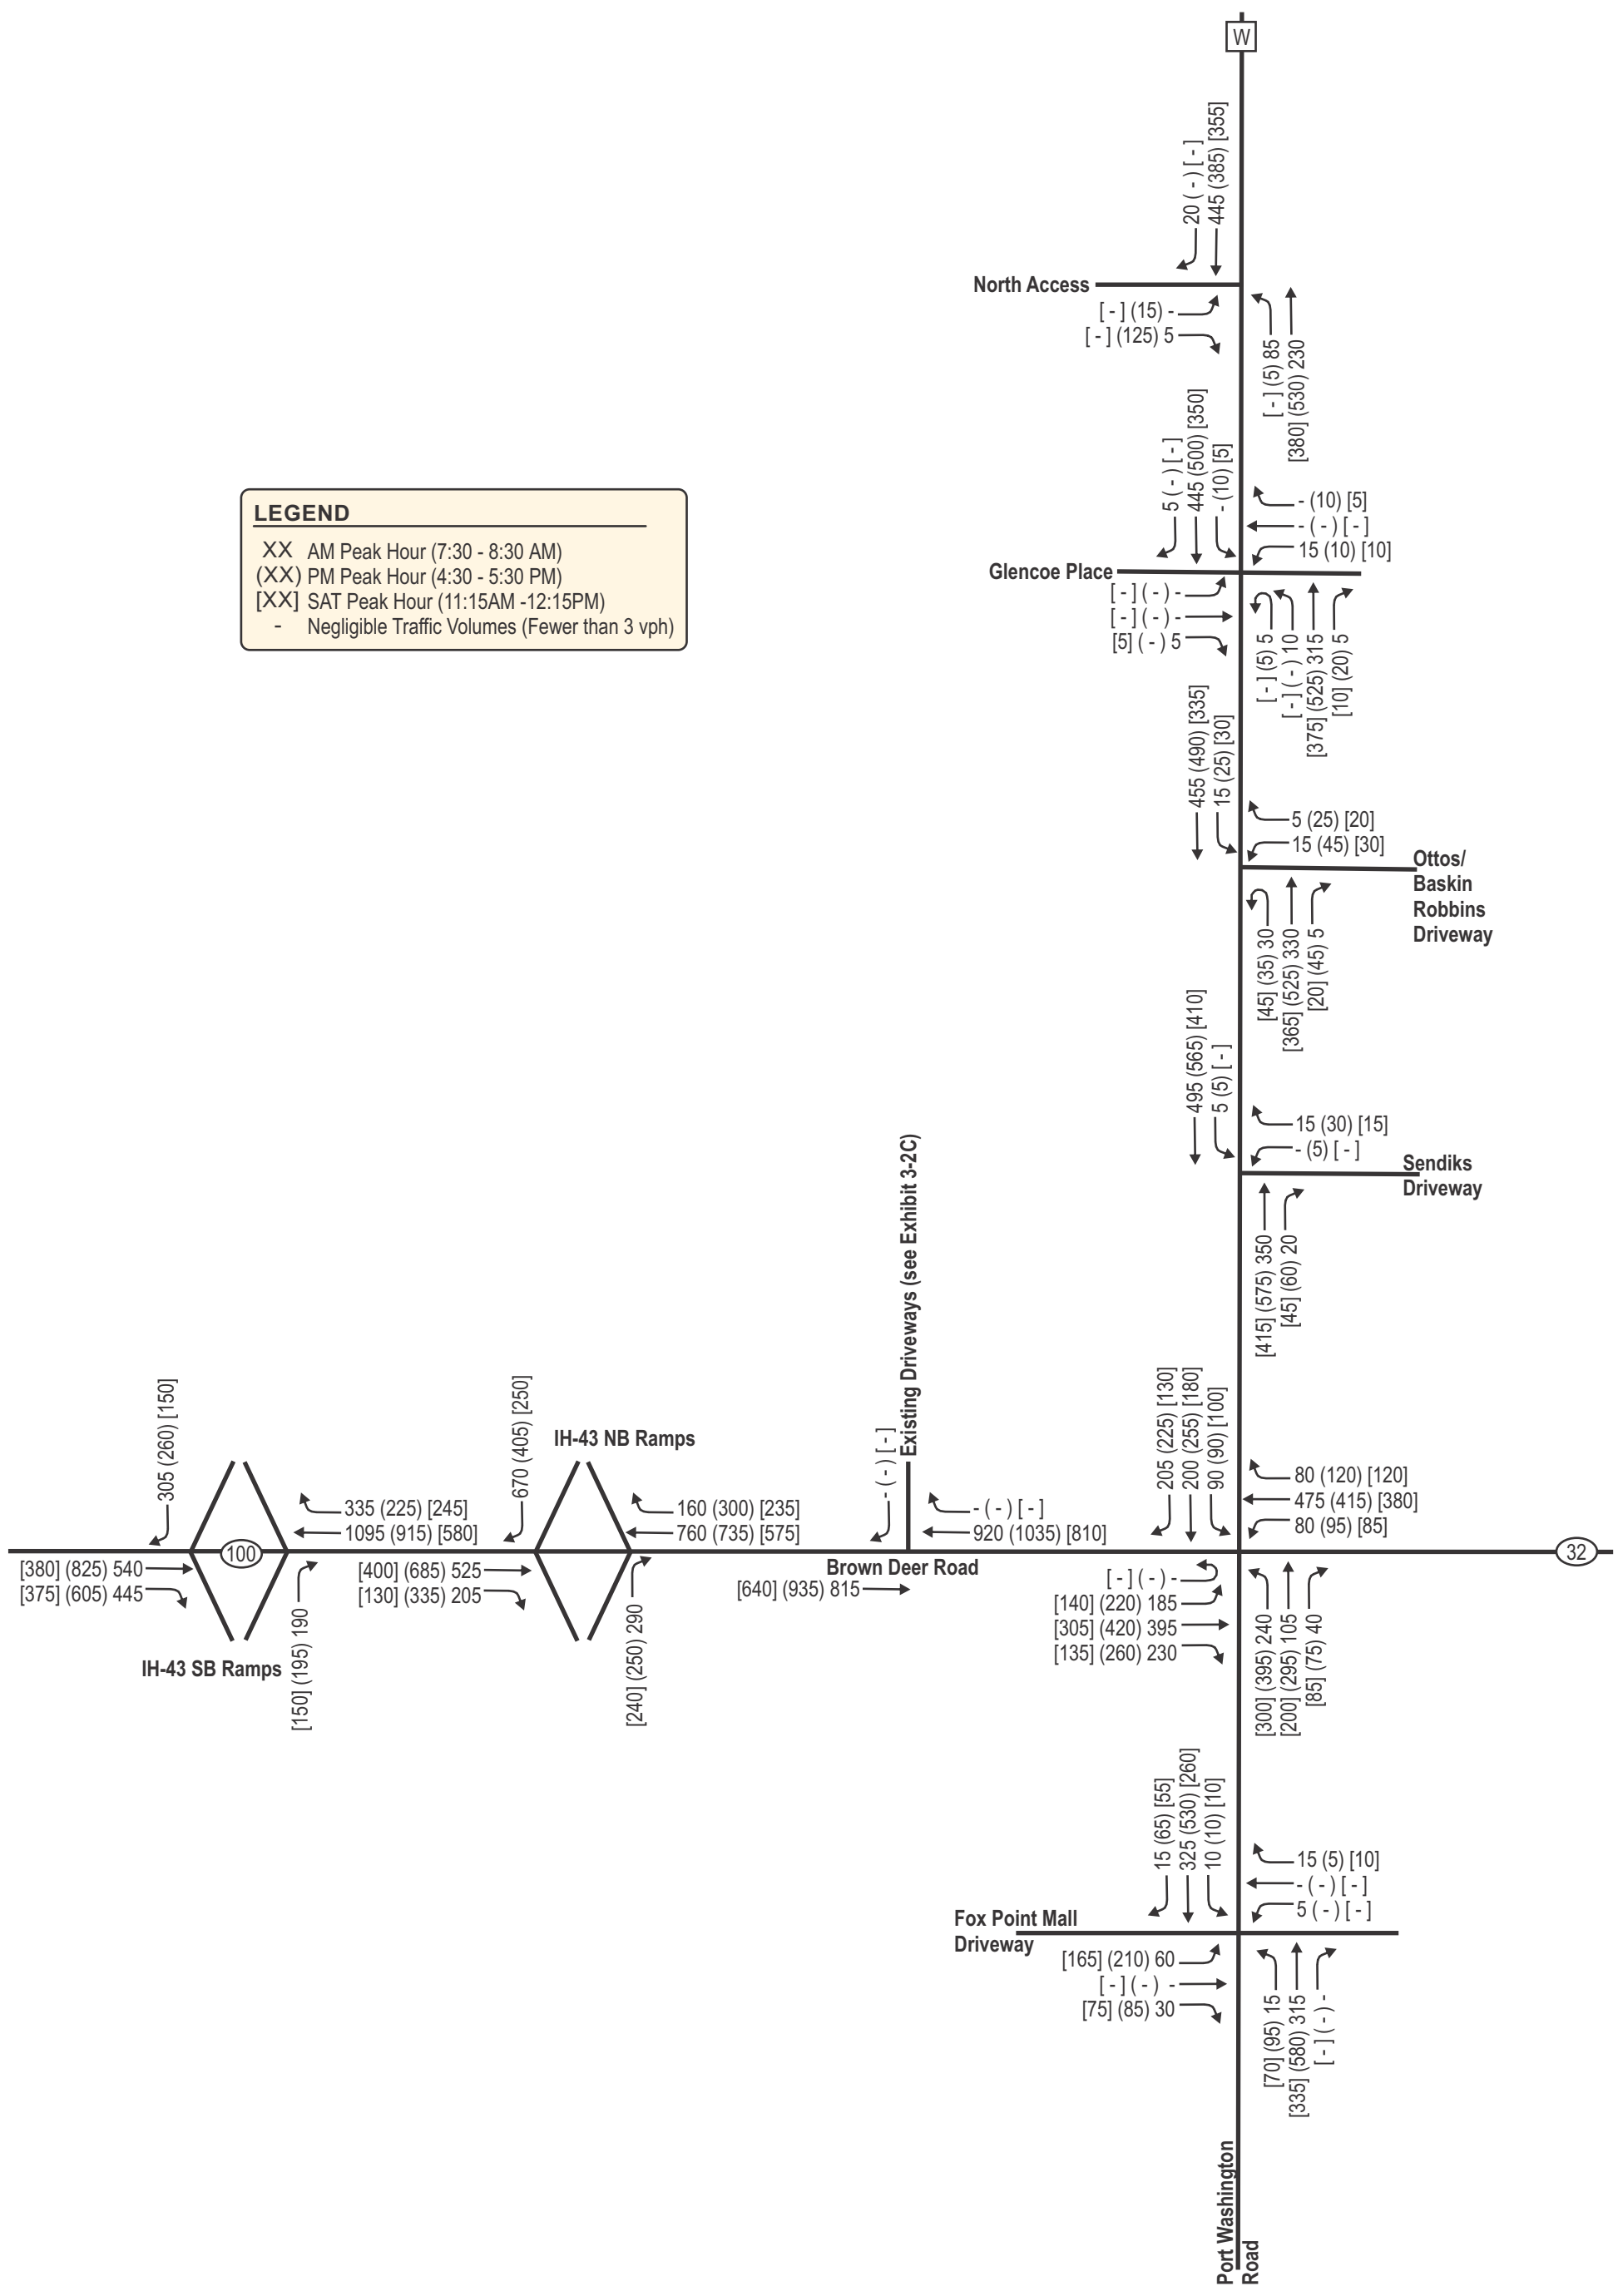 W
20 ( - ) [ - ]
445 (385) [355]
North Access
[ - ] (15) -
[ - ] (125) 5
[ - ] (5) 85
[380] (530) 230
5 ( - ) [ - ]
445 (500) [350]
- (10) [5]
- (10) [5]
- ( - ) [ - ]
15 (10) [10]
Glencoe Place
[ - ] ( - ) -
[ - ] ( - ) -
[5] ( - ) 5
[ - ] (5) 5
[ - ] ( - ) 10
[375] (525) 315
[10] (20) 5
LEGEND
XX AM Peak Hour (7:30 - 8:30 AM)
(XX) PM Peak Hour (4:30 - 5:30 PM)
[XX] SAT Peak Hour (11:15AM -12:15PM)
- Negligible Traffic Volumes (Fewer than 3 vph)
455 (490) [335]
15 (25) [30]
5 (25) [20]
15 (45) [30]
Ottos/
Baskin
Robbins
Driveway
[45] (35) 30
[365] (525) 330
[20] (45) 5
495 (565) [410]
5 (5) [ - ]
15 (30) [15]
- (5) [ - ]
Sendiks
Driveway
[415] (575) 350
[45] (60) 20
305 (260) [150]
335 (225) [245]
1095 (915) [580]
100
[380] (825) 540
[375] (605) 445
[150] (195) 190
IH-43 SB Ramps
670 (405) [250]
IH-43 NB Ramps
160 (300) [235]
760 (735) [575]
[400] (685) 525
[130] (335) 205
[240] (250) 290
- ( - ) [ - ]
Existing Driveways (see Exhibit 3-2C)
- ( - ) [ - ]
920 (1035) [810]
Brown Deer Road
[640] (935) 815
205 (225) [130]
200 (255) [180]
90 (90) [100]
80 (120) [120]
475 (415) [380]
80 (95) [85]
32
[ - ] ( - ) -
[140] (220) 185
[305] (420) 395
[135] (260) 230
[300] (395) 240
[200] (295) 105
[85] (75) 40
15 (65) [55]
325 (530) [260]
10 (10) [10]
15 (5) [10]
- ( - ) [ - ]
5 ( - ) [ - ]
Fox Point Mall
Driveway
[165] (210) 60
[ - ] ( - ) -
[75] (85) 30
[70] (95) 15
[335] (580) 315
[ - ] ( - ) -
Port Washington
Road